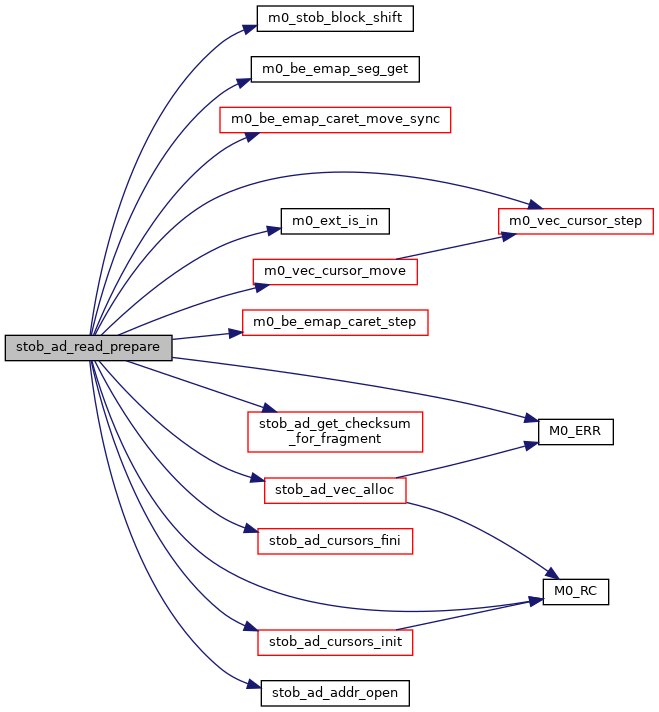 m0_stob_block_shift
m0_be_emap_seg_get
m0_be_emap_caret_move_sync
m0_ext_is_in
m0_vec_cursor_step
m0_vec_cursor_move
m0_be_emap_caret_step
stob_ad_read_prepare
stob_ad_get_checksum
_for_fragment
M0_ERR
stob_ad_vec_alloc
stob_ad_cursors_fini
M0_RC
stob_ad_cursors_init
stob_ad_addr_open